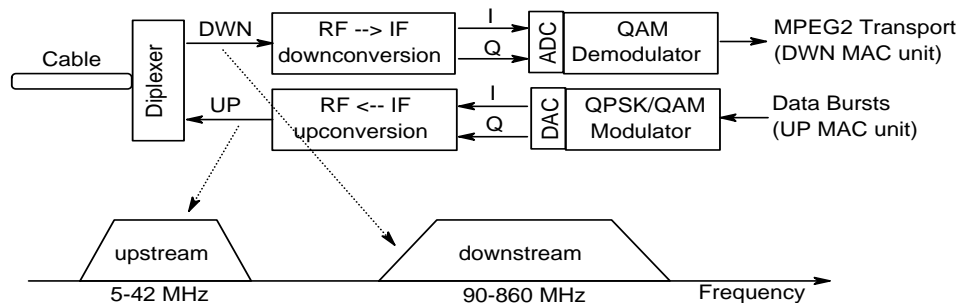 Cable
Diplexer
DWN
RF --> IF
downconversion
I
Q
ADC
QAM
Demodulator
MPEG2 Transport
(DWN MAC unit)
UP
RF <-- IF
upconversion
I
Q
DAC
QPSK/QAM
Modulator
Data Bursts
(UP MAC unit)
upstream
downstream
5-42 MHz
90-860 MHz
Frequency